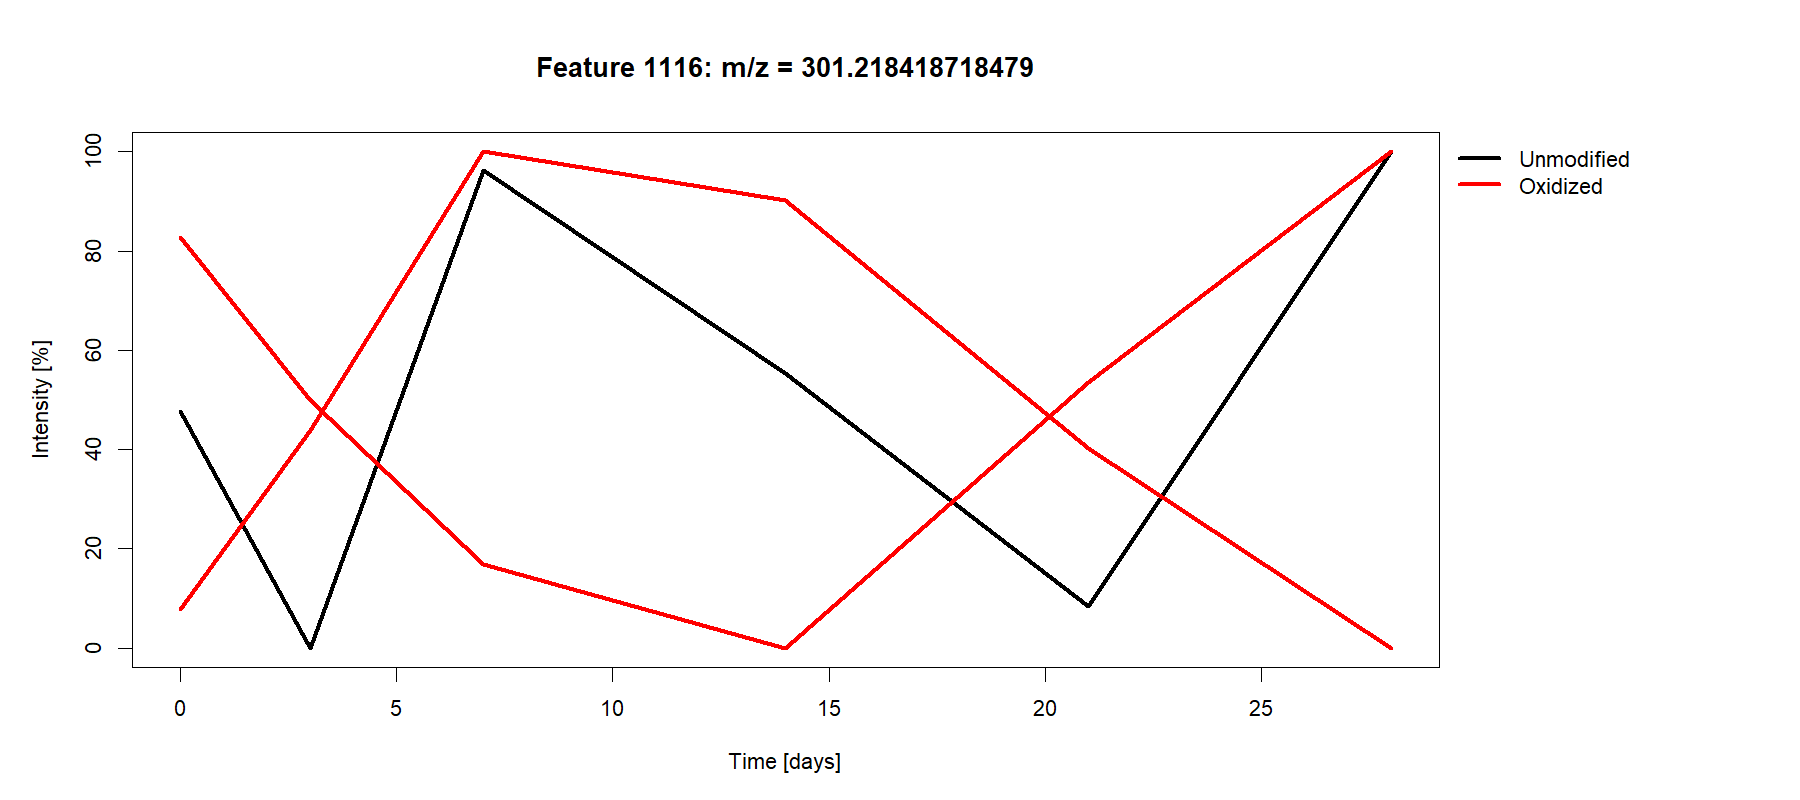 Feature 1116: m/z = 301.218418718479
Unmodified
Oxidized
Intensity [%]
100
80
60
40
20
0
0 5 10 15 20 25
Time [days]